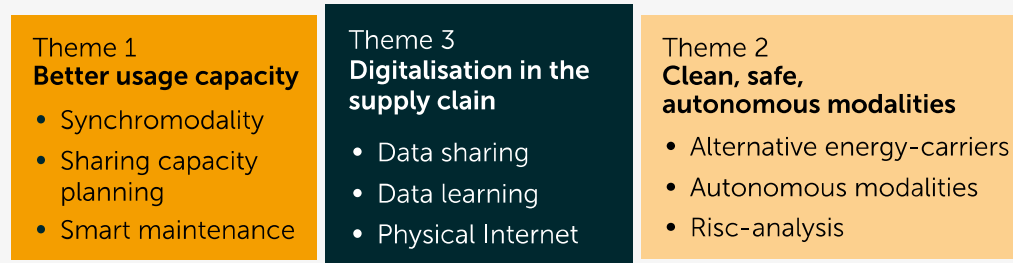 Theme 1
Better usage capacity
• Synchromodality
• Sharing capacity
planning
• Smart maintenance
Theme 3
Digitalisation in the
supply clain
• Data sharing
• Data learning
• Physical Internet
Theme 2
Clean, safe,
autonomous modalities
• Alternative energy-carriers
• Autonomous modalities
• Risc-analysis